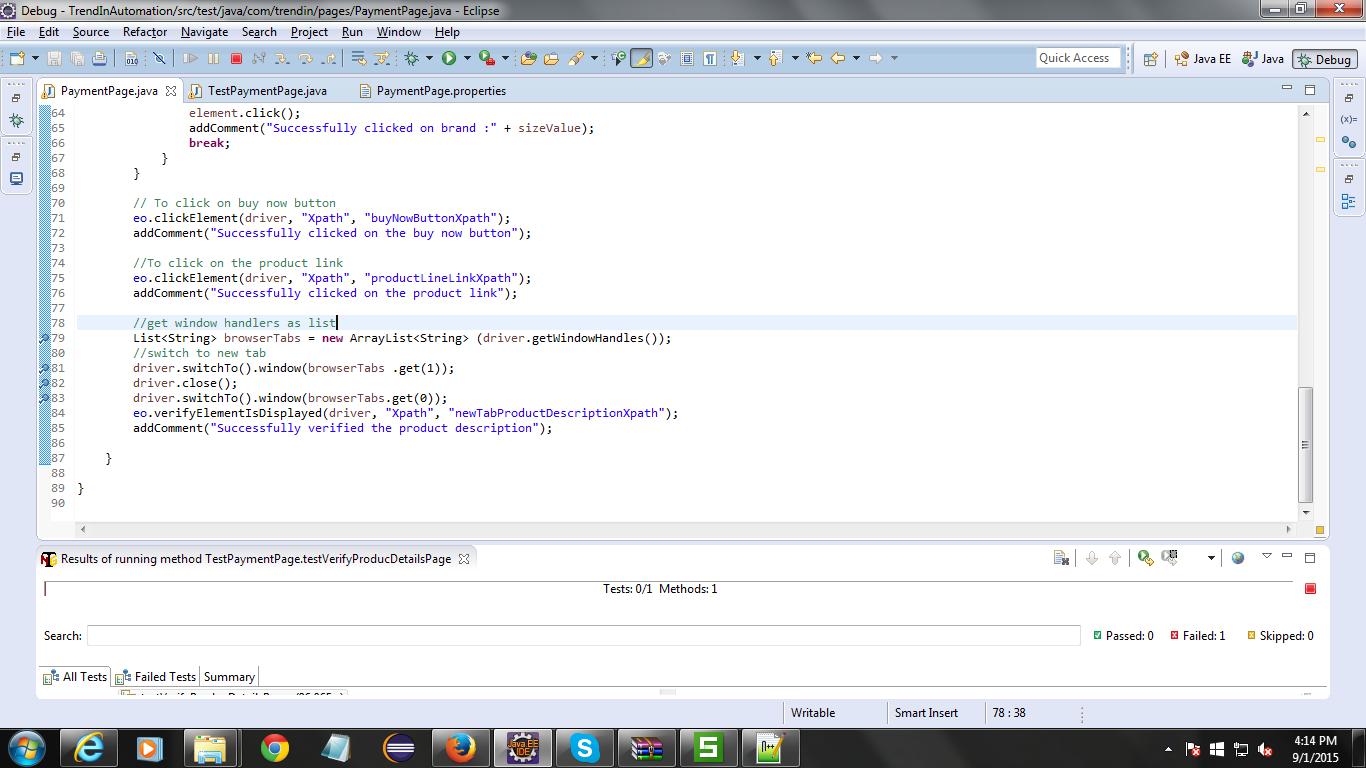 Debug - TrendInAutomation/src/test/java/com/trendin/pages/PaymentPage.java - Eclipse
File Edit Source Refactor Navigate Search Project Run Window Help
Quick Access Java EE Java Debug
PaymentPage.java TestPaymentPage.java PaymentPage.properties
64 element.click();
65 addComment("Successfully clicked on brand :" + sizeValue);
66 break;
67 }
68 }
69
70 // To click on buy now button
71 eo.clickElement(driver, "Xpath", "buyNowButtonXpath");
72 addComment("Successfully clicked on the buy now button");
73
74 //To click on the product link
75 eo.clickElement(driver, "Xpath", "productLineLinkXpath");
76 addComment("Successfully clicked on the product link");
77
78 //get window handlers as list
79 List<String> browserTabs = new ArrayList<String> (driver.getWindowHandles());
80 //switch to new tab
81 driver.switchTo().window(browserTabs .get(1));
82 driver.close();
83 driver.switchTo().window(browserTabs.get(0));
84 eo.verifyElementIsDisplayed(driver, "Xpath", "newTabProductDescriptionXpath");
85 addComment("Successfully verified the product description");
86
87 }
88
89 }
90
Results of running method TestPaymentPage.testVerifyProducDetailsPage
Tests: 0/1 Methods: 1
Search: Passed: 0 Failed: 1 Skipped: 0
All Tests Failed Tests Summary
Writable Smart Insert 78 : 38
4:14 PM
9/1/2015